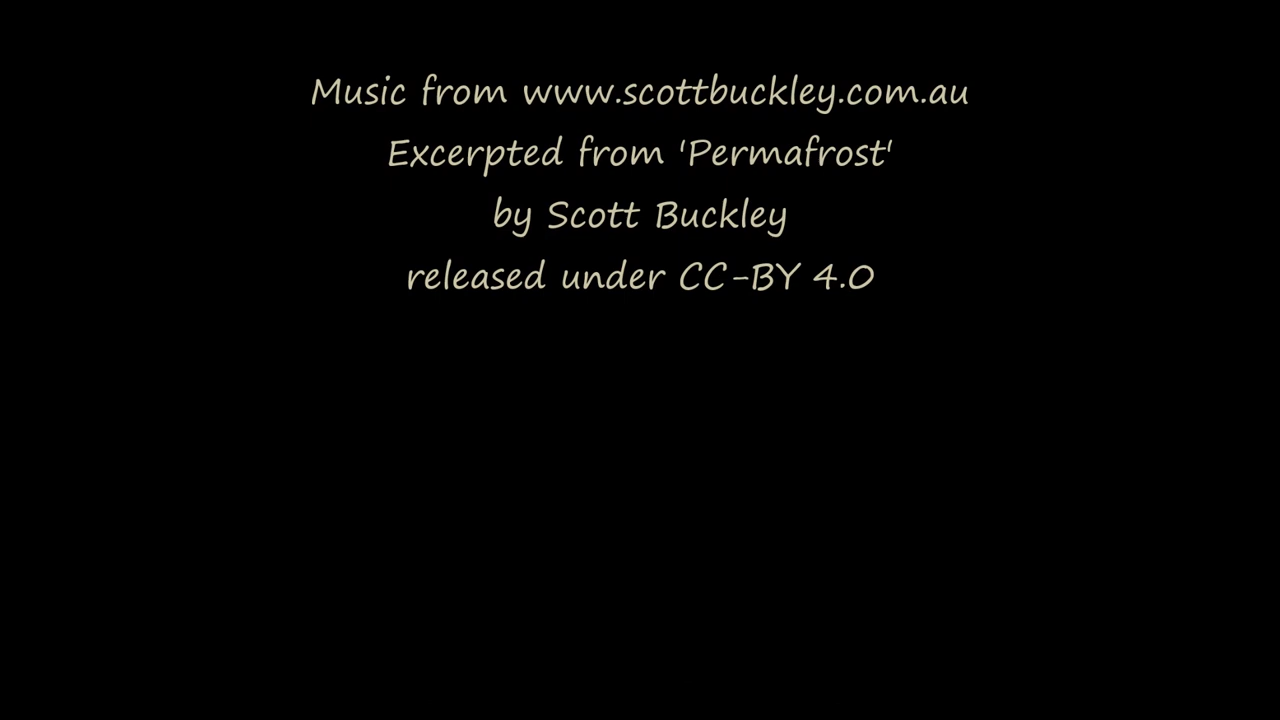 Music from www.scottbuckley.com.au
Excerpted from 'Permafrost'
by Scott Buckley
released under CC-BY 4.0